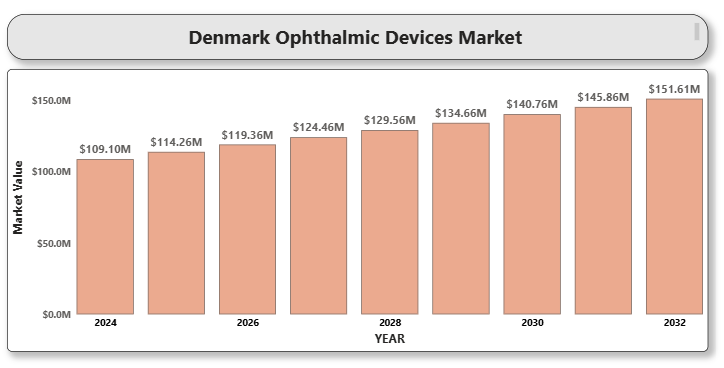 Denmark Ophthalmic Devices Market
$151.61M
$145.86M
$140.76M
$134.66M
$129.56M
$124.46M
$119.36M
$114.26M
$109.10M
$150.0M
$100.0M
$50.0M
$0.0M
Market Value
2024 2026 2028 2030 2032
YEAR